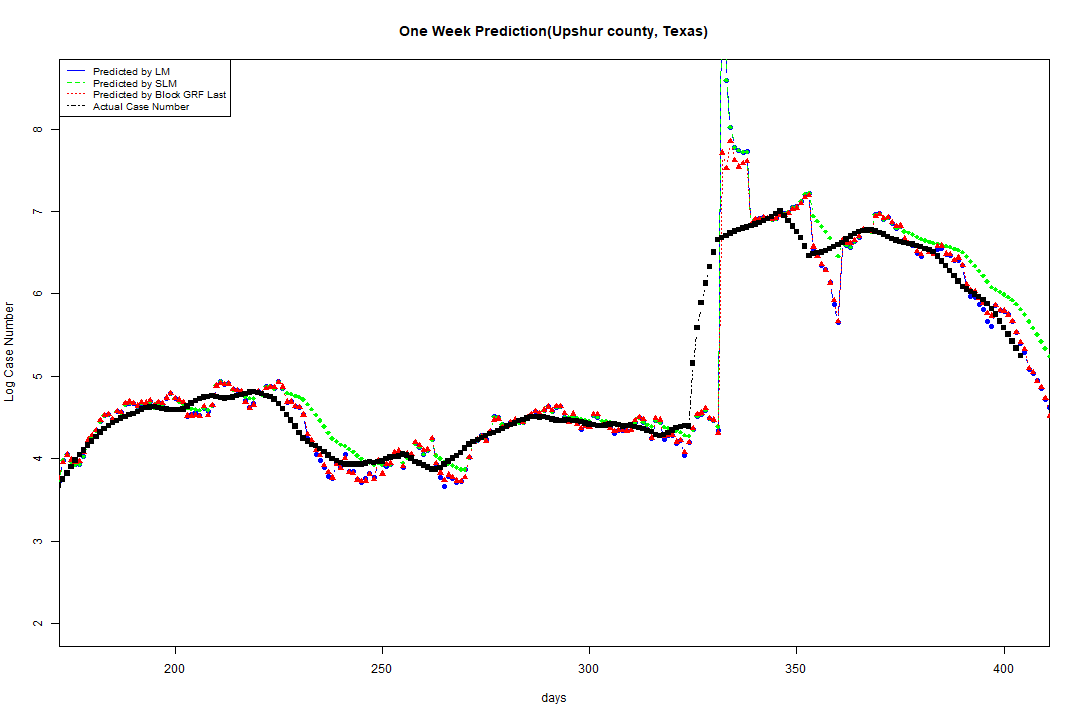 One Week Prediction(Upshur county, Texas)
Predicted by LM
Predicted by SLM
Predicted by Block GRF Last
Actual Case Number
8
7
6
5
4
3
2
Log Case Number
200 250 300 350 400
days